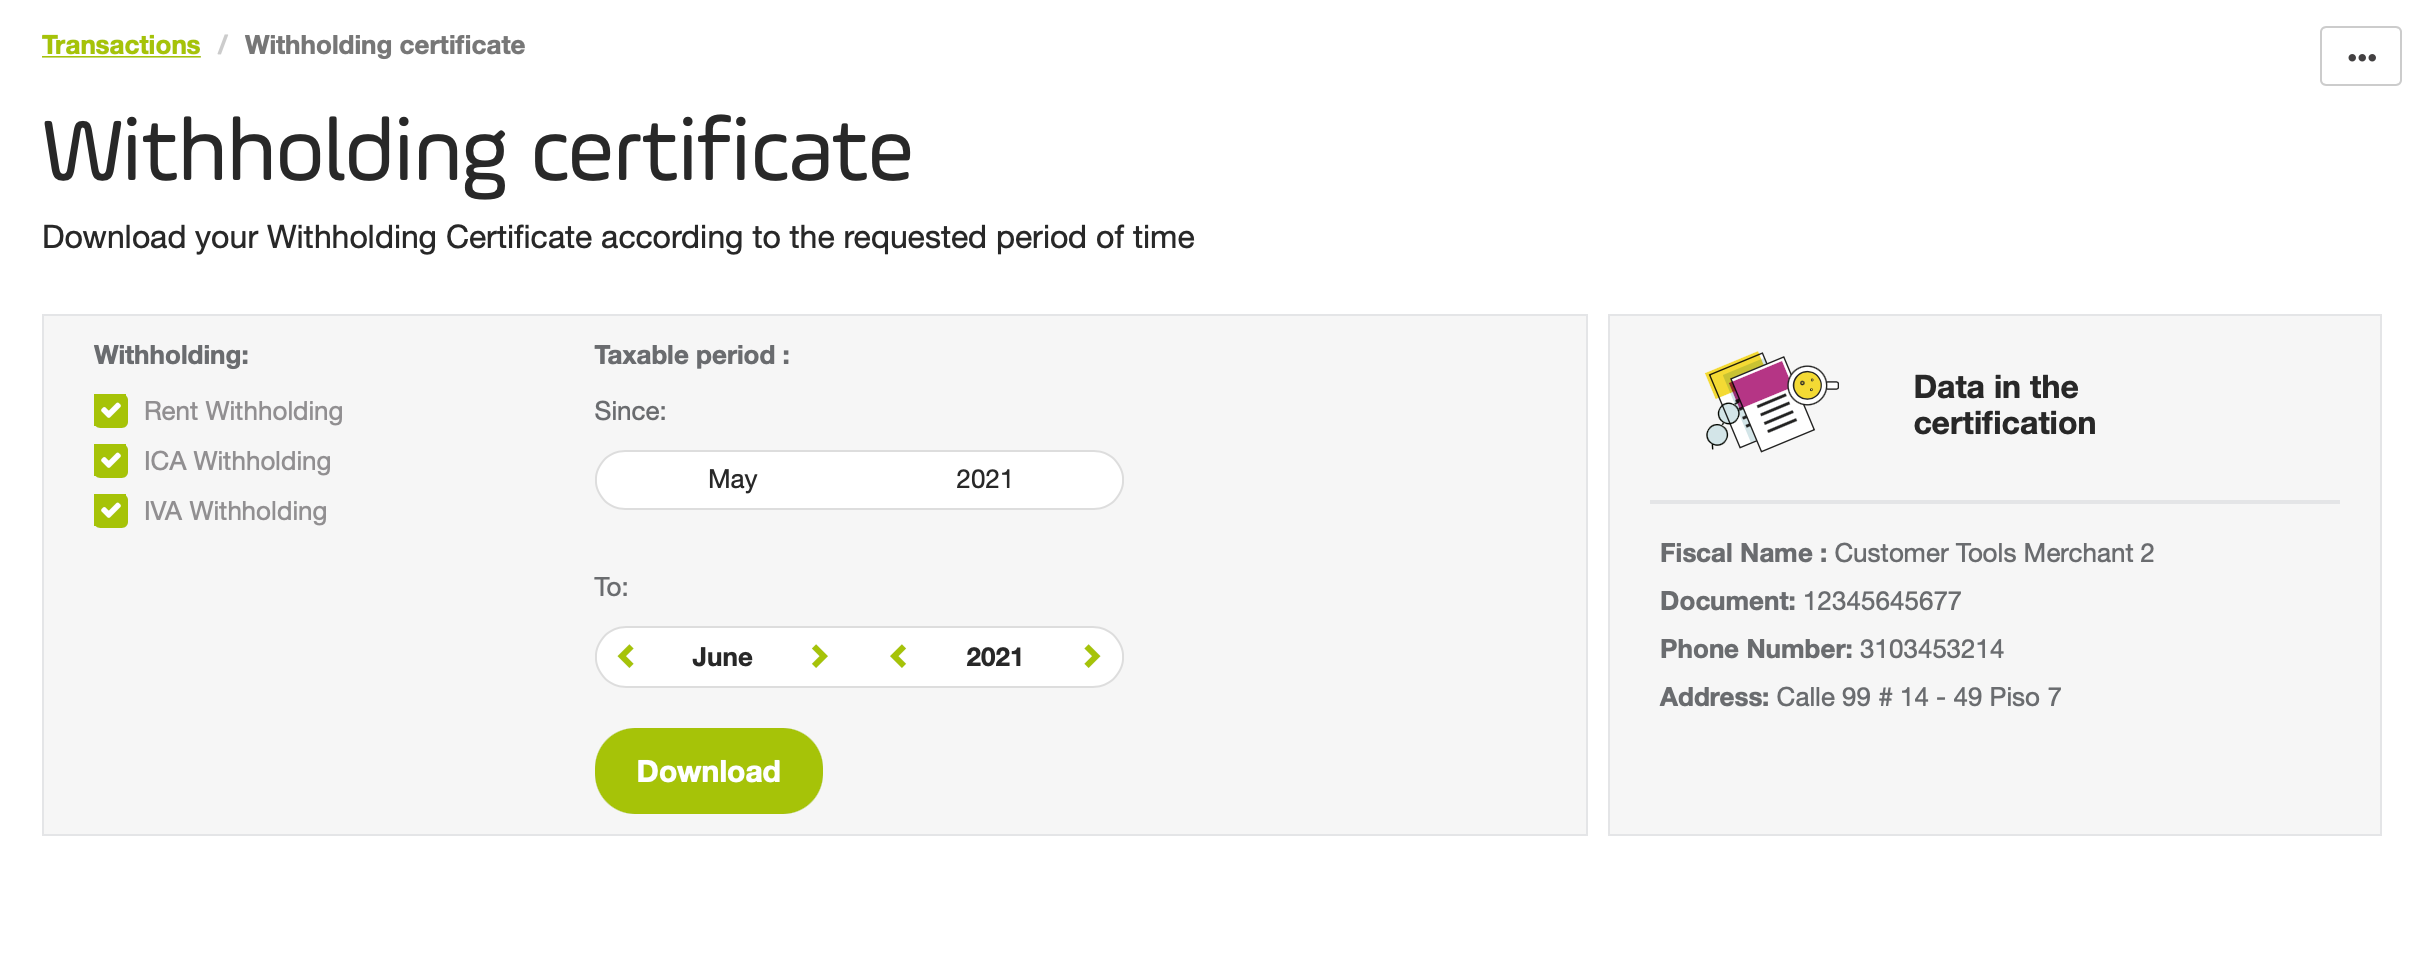 Transactions / Withholding certificate
•••
Withholding certificate
Download your Withholding Certificate according to the requested period of time
Withholding:
Rent Withholding
ICA Withholding
IVA Withholding
Taxable period :
Since:
May 2021
To:
June 2021
Download
Data in the
certification
Fiscal Name : Customer Tools Merchant 2
Document: 12345645677
Phone Number: 3103453214
Address: Calle 99 # 14 - 49 Piso 7